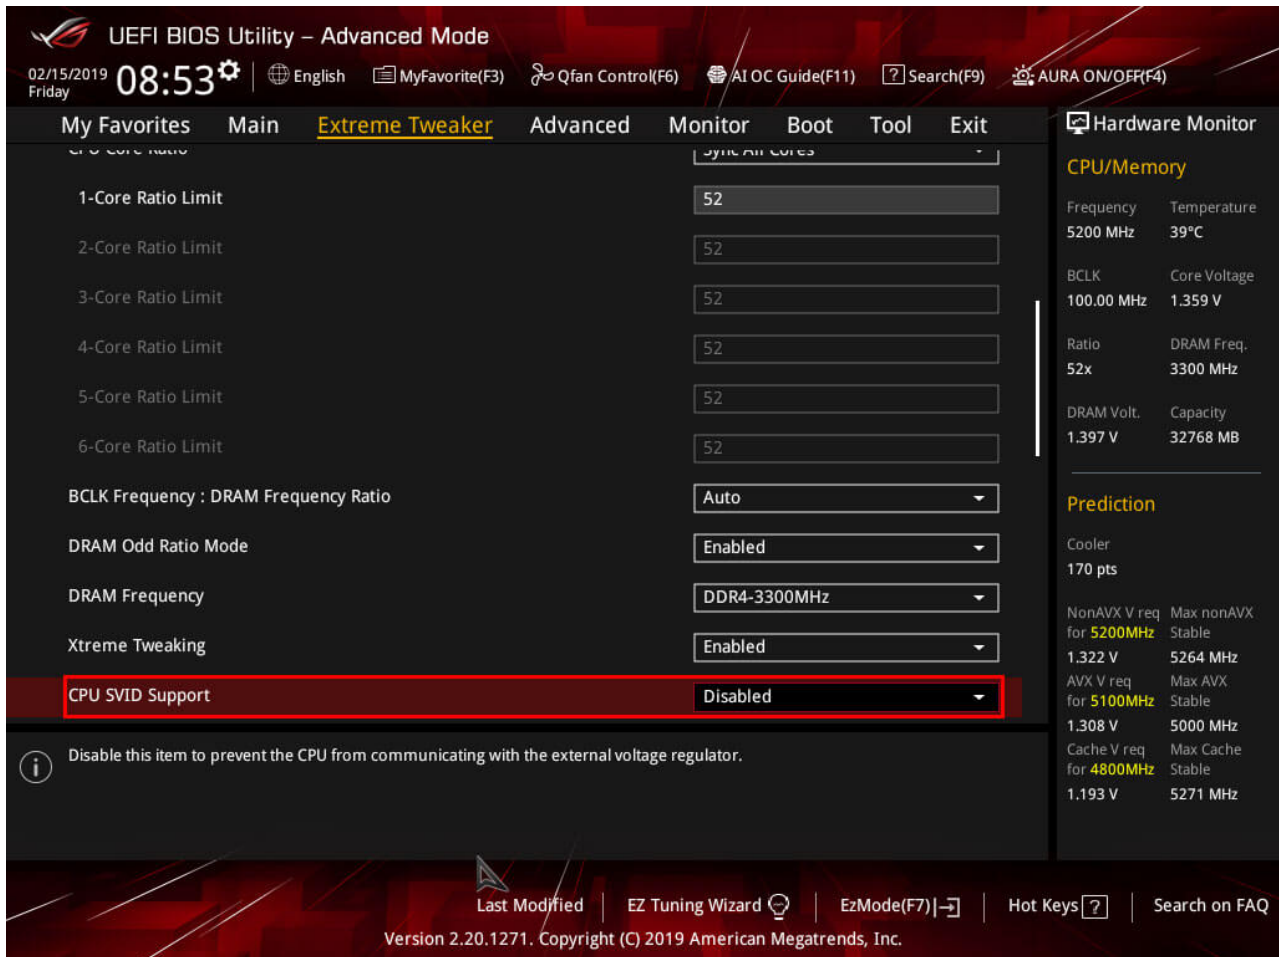 UEFI BIOS Utility – Advanced Mode
02/15/2019 Friday 08:53 English MyFavorite(F3) Qfan Control(F6) AI OC Guide(F11) ? Search(F9) AURA ON/OFF(F4)
My Favorites Main Extreme Tweaker Advanced Monitor Boot Tool Exit
Hardware Monitor
CPU Core Ratio Sync All Cores
1-Core Ratio Limit 52
2-Core Ratio Limit 52
3-Core Ratio Limit 52
4-Core Ratio Limit 52
5-Core Ratio Limit 52
6-Core Ratio Limit 52
BCLK Frequency : DRAM Frequency Ratio Auto
DRAM Odd Ratio Mode Enabled
DRAM Frequency DDR4-3300MHz
Xtreme Tweaking Enabled
CPU SVID Support Disabled
Disable this item to prevent the CPU from communicating with the external voltage regulator.
CPU/Memory
Frequency Temperature
5200 MHz 39°C
BCLK Core Voltage
100.00 MHz 1.359 V
Ratio DRAM Freq.
52x 3300 MHz
DRAM Volt. Capacity
1.397 V 32768 MB
Prediction
Cooler
170 pts
NonAVX V req Max nonAVX
for 5200MHz Stable
1.322 V 5264 MHz
AVX V req Max AVX
for 5100MHz Stable
1.308 V 5000 MHz
Cache V req Max Cache
for 4800MHz Stable
1.193 V 5271 MHz
Last Modified EZ Tuning Wizard EzMode(F7) Hot Keys ? Search on FAQ
Version 2.20.1271. Copyright (C) 2019 American Megatrends, Inc.